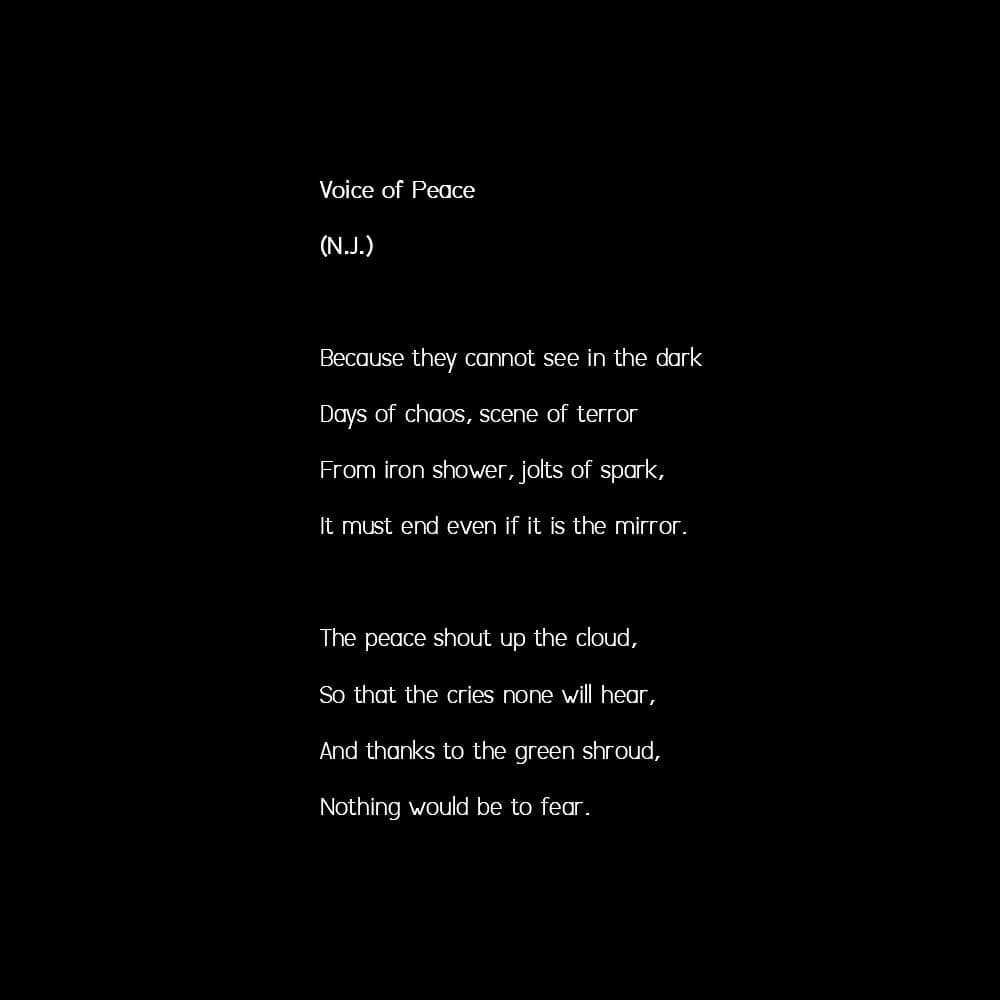 Voice of Peace
(N.J.)
Because they cannot see in the dark
Days of chaos, scene of terror
From iron shower, jolts of spark,
It must end even if it is the mirror.
The peace shout up the cloud,
So that the cries none will hear,
And thanks to the green shroud,
Nothing would be to fear.